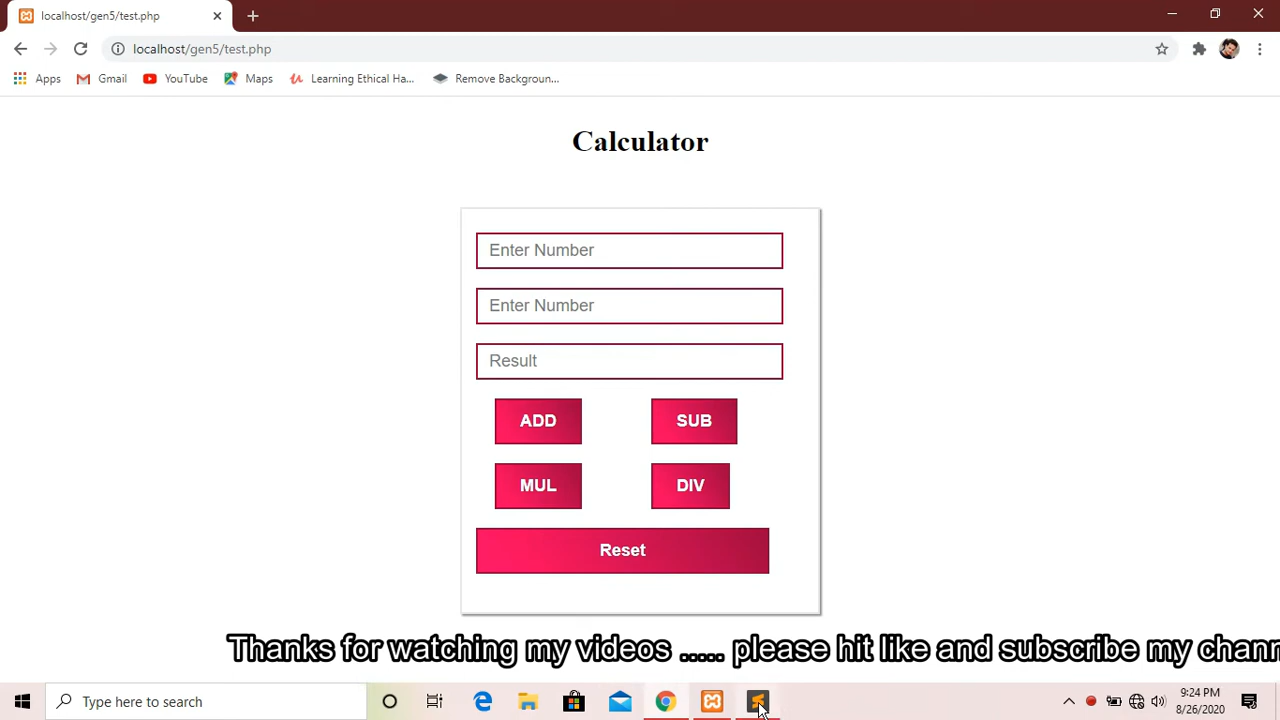 localhost/gen5/test.php
localhost/gen5/test.php
Apps Gmail YouTube Maps Learning Ethical Ha... Remove Backgroun...
Calculator
Enter Number
Enter Number
Result
ADD SUB
MUL DIV
Reset
Thanks for watching my videos ..... please hit like and subscribe my chann
Type here to search
9:24 PM
8/26/2020